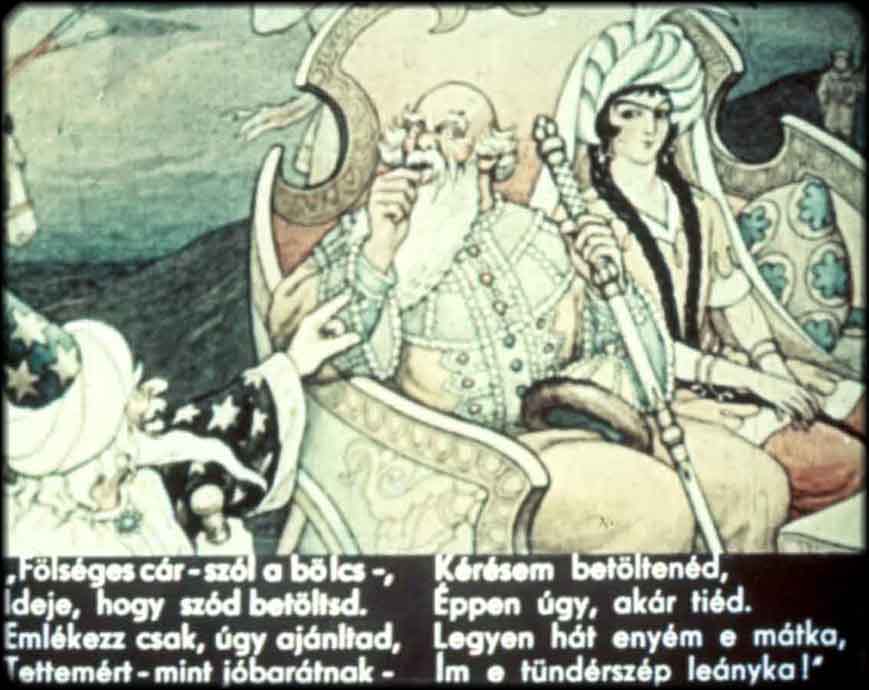 „Fölséges cár-szól a bölcs-,
Ideje, hogy szód betöltsd.
Emlékezz csak, úgy ajánltad,
Tettemért-mint jóbarátnak-
Kérésem betöltenéd,
Éppen úgy, akár tiéd.
Legyen hát enyém e mátka,
Im e tündérszép leányka!“